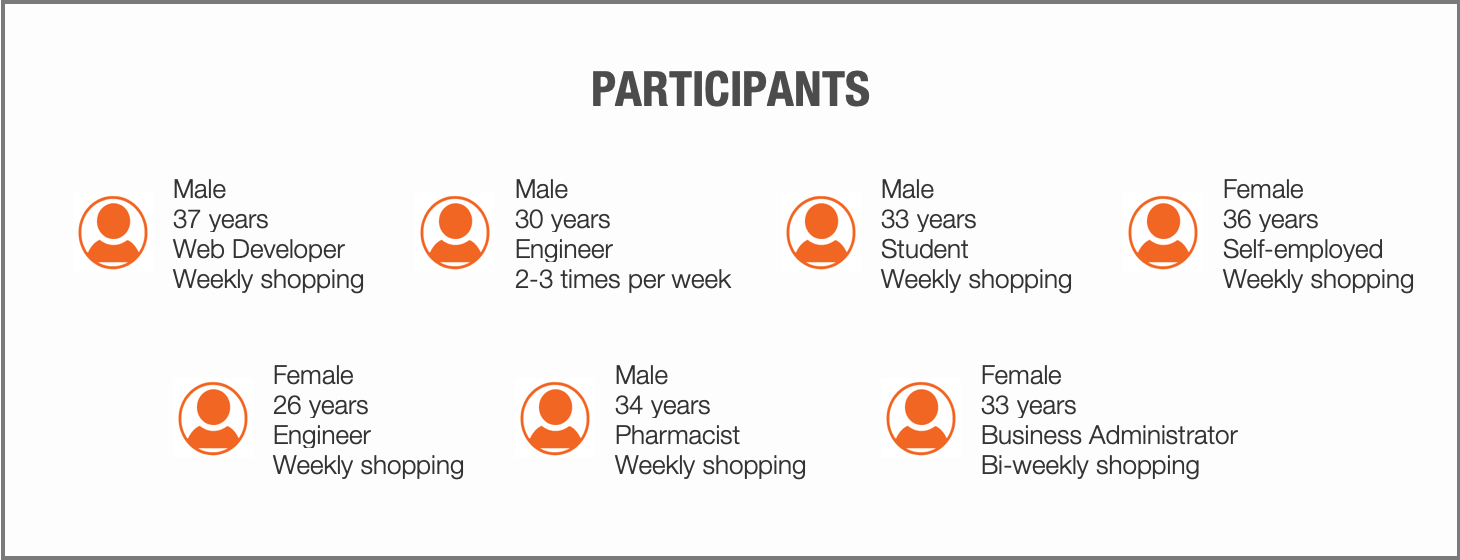 PARTICIPANTS
Male
37 years
Web Developer
Weekly shopping
Male
30 years
Engineer
2-3 times per week
Male
33 years
Student
Weekly shopping
Female
36 years
Self-employed
Weekly shopping
Female
26 years
Engineer
Weekly shopping
Male
34 years
Pharmacist
Weekly shopping
Female
33 years
Business Administrator
Bi-weekly shopping